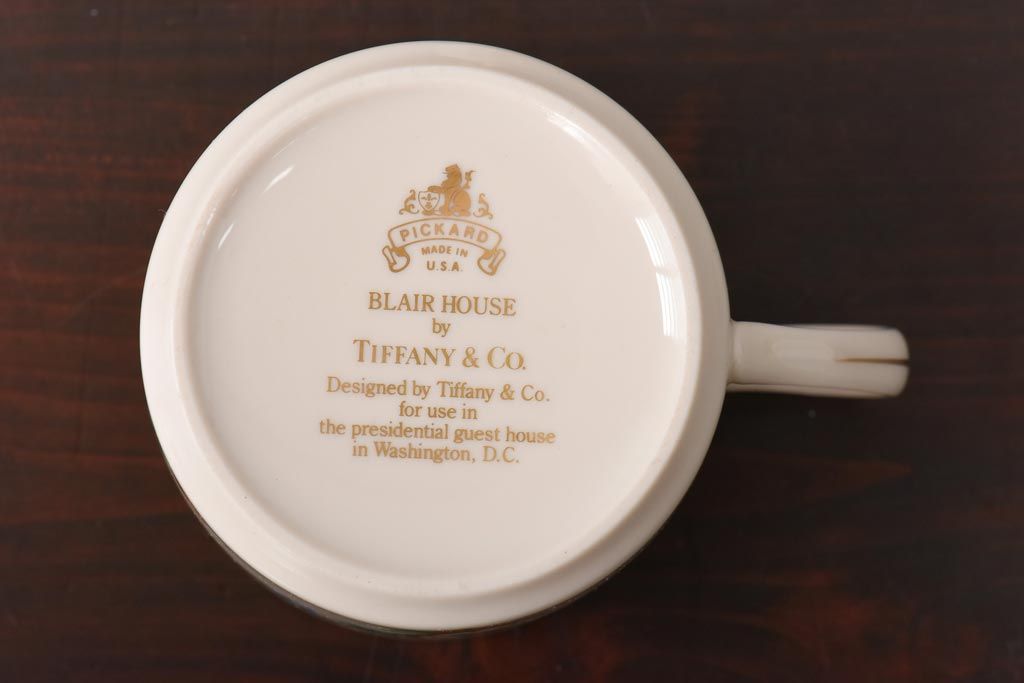 PICKARD
MADE IN
U.S.A.
BLAIR HOUSE
by
TIFFANY & CO.
Designed by Tiffany & Co.
for use in
the presidential guest house
in Washington, D.C.